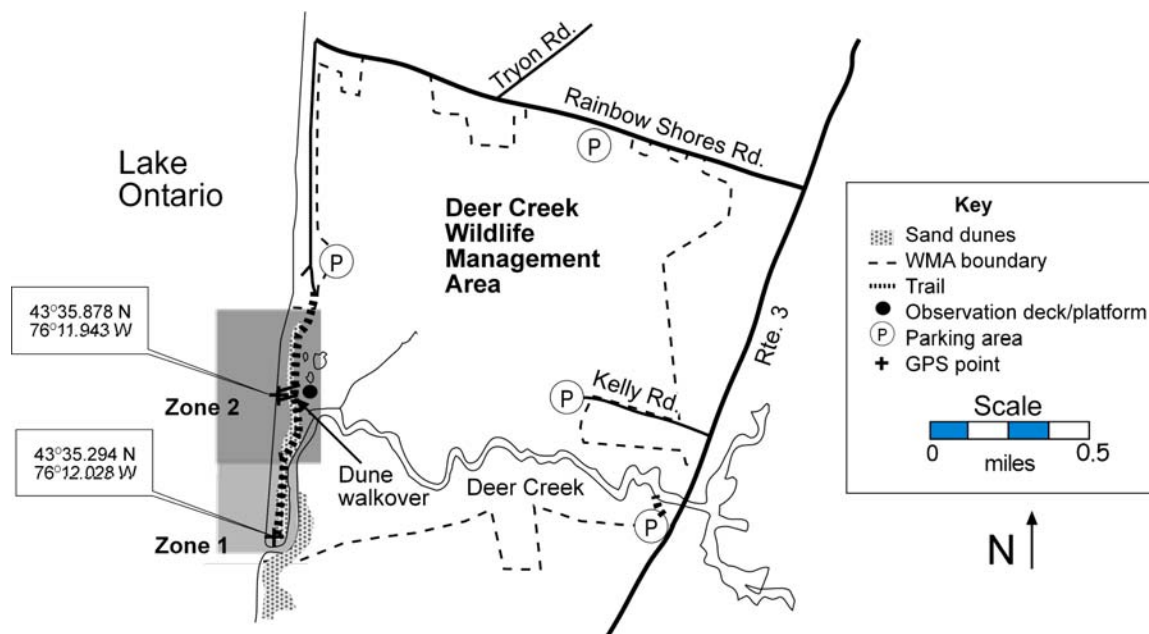 Tryon Rd.
Rainbow Shores Rd.
P
Lake
Ontario
Deer Creek
Wildlife
Management
Area
P
43°35.878 N
76°11.943 W
Zone 2
43°35.294 N
76°12.028 W
Zone 1
Dune
walkover
Deer Creek
P
Kelly Rd.
Rte. 3
P
Key
Sand dunes
WMA boundary
Trail
Observation deck/platform
P Parking area
GPS point
Scale
0 0.5
miles
N